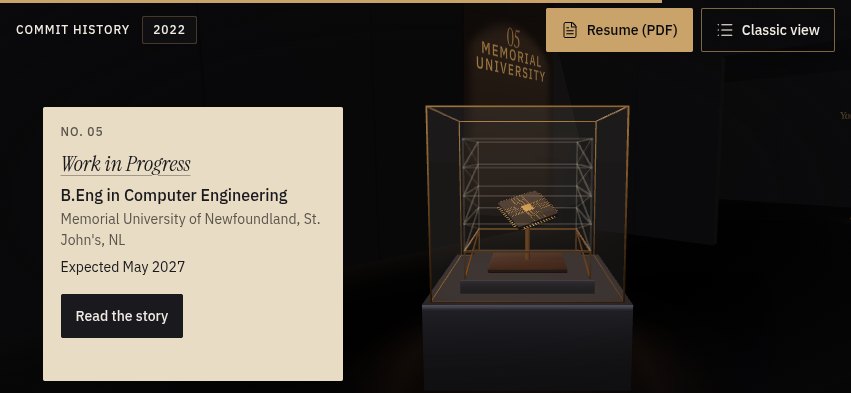 COMMIT HISTORY 2022
Resume (PDF)
Classic view
05
MEMORIAL
UNIVERSITY
NO. 05
Work in Progress
B.Eng in Computer Engineering
Memorial University of Newfoundland, St.
John's, NL
Expected May 2027
Read the story